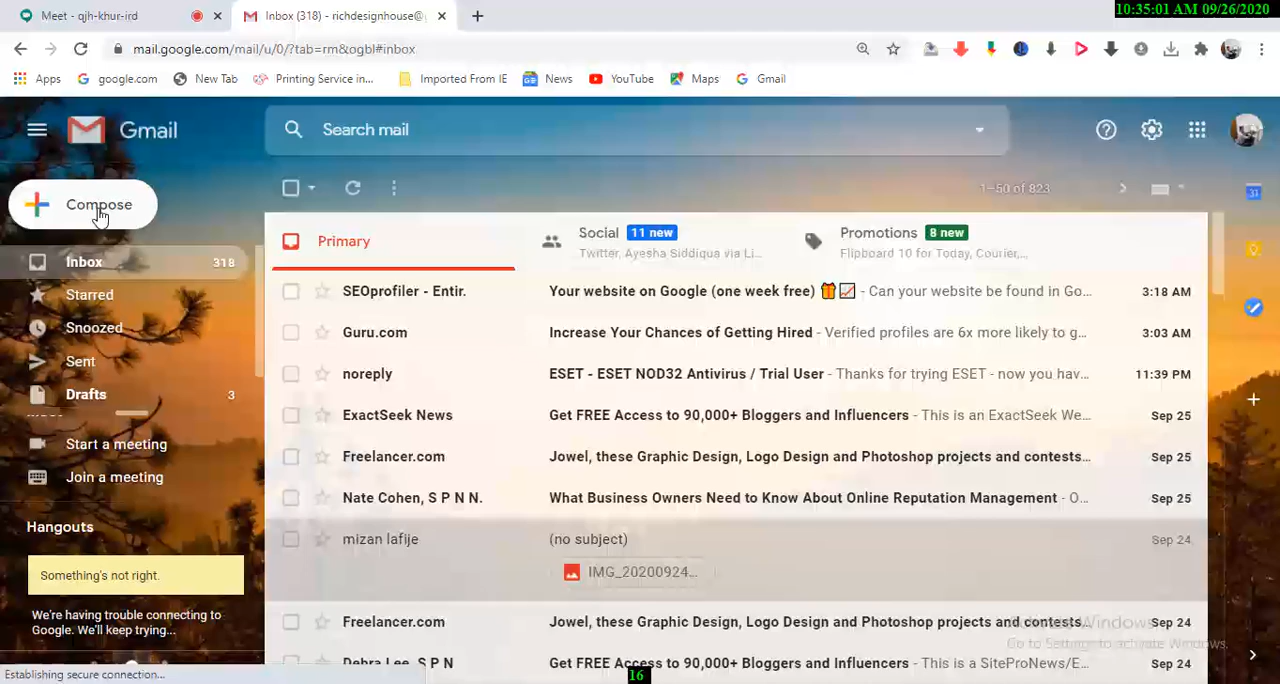 10:35:01 AM 09/26/2020
Meet - qjh-khur-ird
Inbox (318) - richdesignhouse@
mail.google.com/mail/u/0/?tab=rm&ogbl#inbox
Apps google.com New Tab Printing Service in... Imported From IE News YouTube Maps Gmail
Gmail
Search mail
Compose
1–50 of 823
Primary
Social 11 new
Twitter, Ayesha Siddiqua via Li...
Promotions 8 new
Flipboard 10 for Today, Courier,...
Inbox 318
Starred
Snoozed
Sent
Drafts 3
Start a meeting
Join a meeting
Hangouts
Something's not right.
We're having trouble connecting to
Google. We'll keep trying...
SEOprofiler - Entir. Your website on Google (one week free) 🎁📈 - Can your website be found in Go... 3:18 AM
Guru.com Increase Your Chances of Getting Hired - Verified profiles are 6x more likely to g... 3:03 AM
noreply ESET - ESET NOD32 Antivirus / Trial User - Thanks for trying ESET - now you hav... 11:39 PM
ExactSeek News Get FREE Access to 90,000+ Bloggers and Influencers - This is an ExactSeek We... Sep 25
Freelancer.com Jowel, these Graphic Design, Logo Design and Photoshop projects and contests... Sep 25
Nate Cohen, S P N N. What Business Owners Need to Know About Online Reputation Management - O... Sep 25
mizan lafije (no subject) Sep 24
IMG_20200924...
Freelancer.com Jowel, these Graphic Design, Logo Design and Photoshop projects and contests... Sep 24
Debra Lee, S P N Get FREE Access to 90,000+ Bloggers and Influencers - This is a SiteProNews/E... Sep 24
Activate Windows
Go to Settings to activate Windows.
Establishing secure connection...
16
31